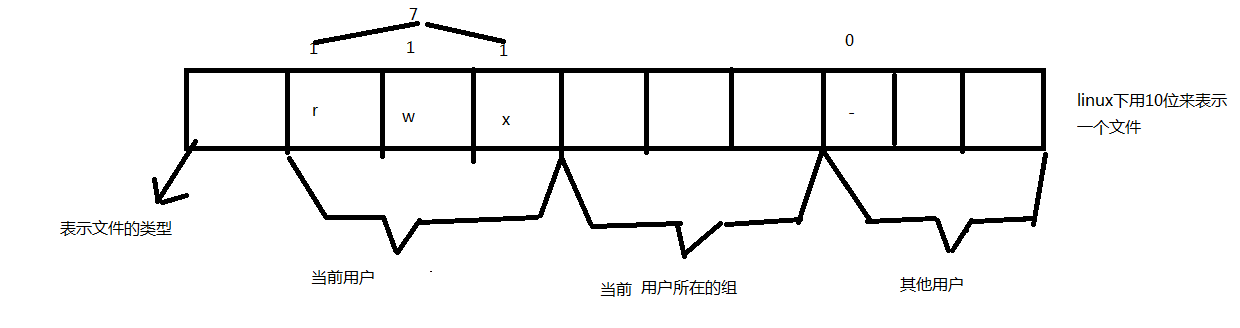 7
1 1 1 0
r w x -
linux下用10位来表示
一个文件
表示文件的类型
当前用户
当前 用户所在的组
其他用户